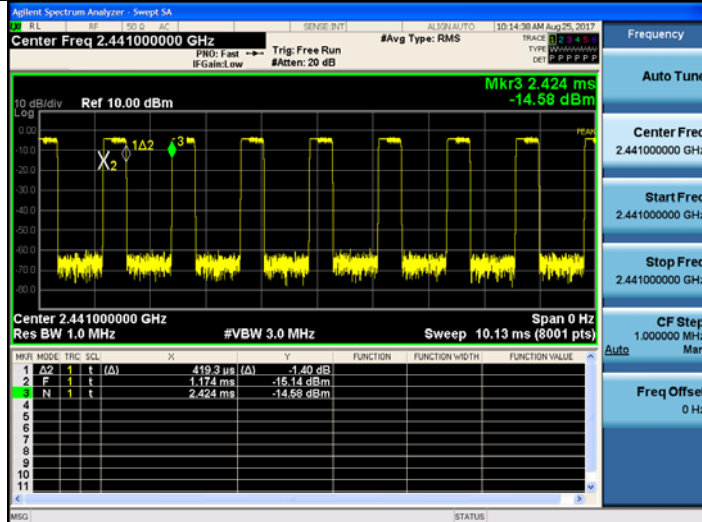 Agilent Spectrum Analyzer - Swept SA
RL RF 50 Ω AC SENSE:INT ALIGN AUTO 10:14:38 AM Aug 25, 2017
Center Freq 2.441000000 GHz
PNO: Fast
IFGain:Low
Trig: Free Run
#Atten: 20 dB
#Avg Type: RMS
TRACE 1 2 3 4 5 6
TYPE
DET P P P P P P
Mkr3 2.424 ms
-14.58 dBm
10 dB/div Ref 10.00 dBm
Log
0.00
-10.0
-20.0
-30.0
-40.0
-50.0
-60.0
-70.0
-80.0
PEAK
X2
1Δ2
3
Center 2.441000000 GHz Span 0 Hz
Res BW 1.0 MHz #VBW 3.0 MHz Sweep 10.13 ms (8001 pts)
MKR MODE TRC SCL X Y FUNCTION FUNCTION WIDTH FUNCTION VALUE
1 Δ2 1 t (Δ) 419.3 µs (Δ) -1.40 dB
2 F 1 t 1.174 ms -15.14 dBm
3 N 1 t 2.424 ms -14.58 dBm
4
5
6
7
8
9
10
11
MSG STATUS
Frequency
Auto Tune
Center Freq
2.441000000 GHz
Start Freq
2.441000000 GHz
Stop Freq
2.441000000 GHz
CF Step
1.000000 MHz
Auto Man
Freq Offset
0 Hz